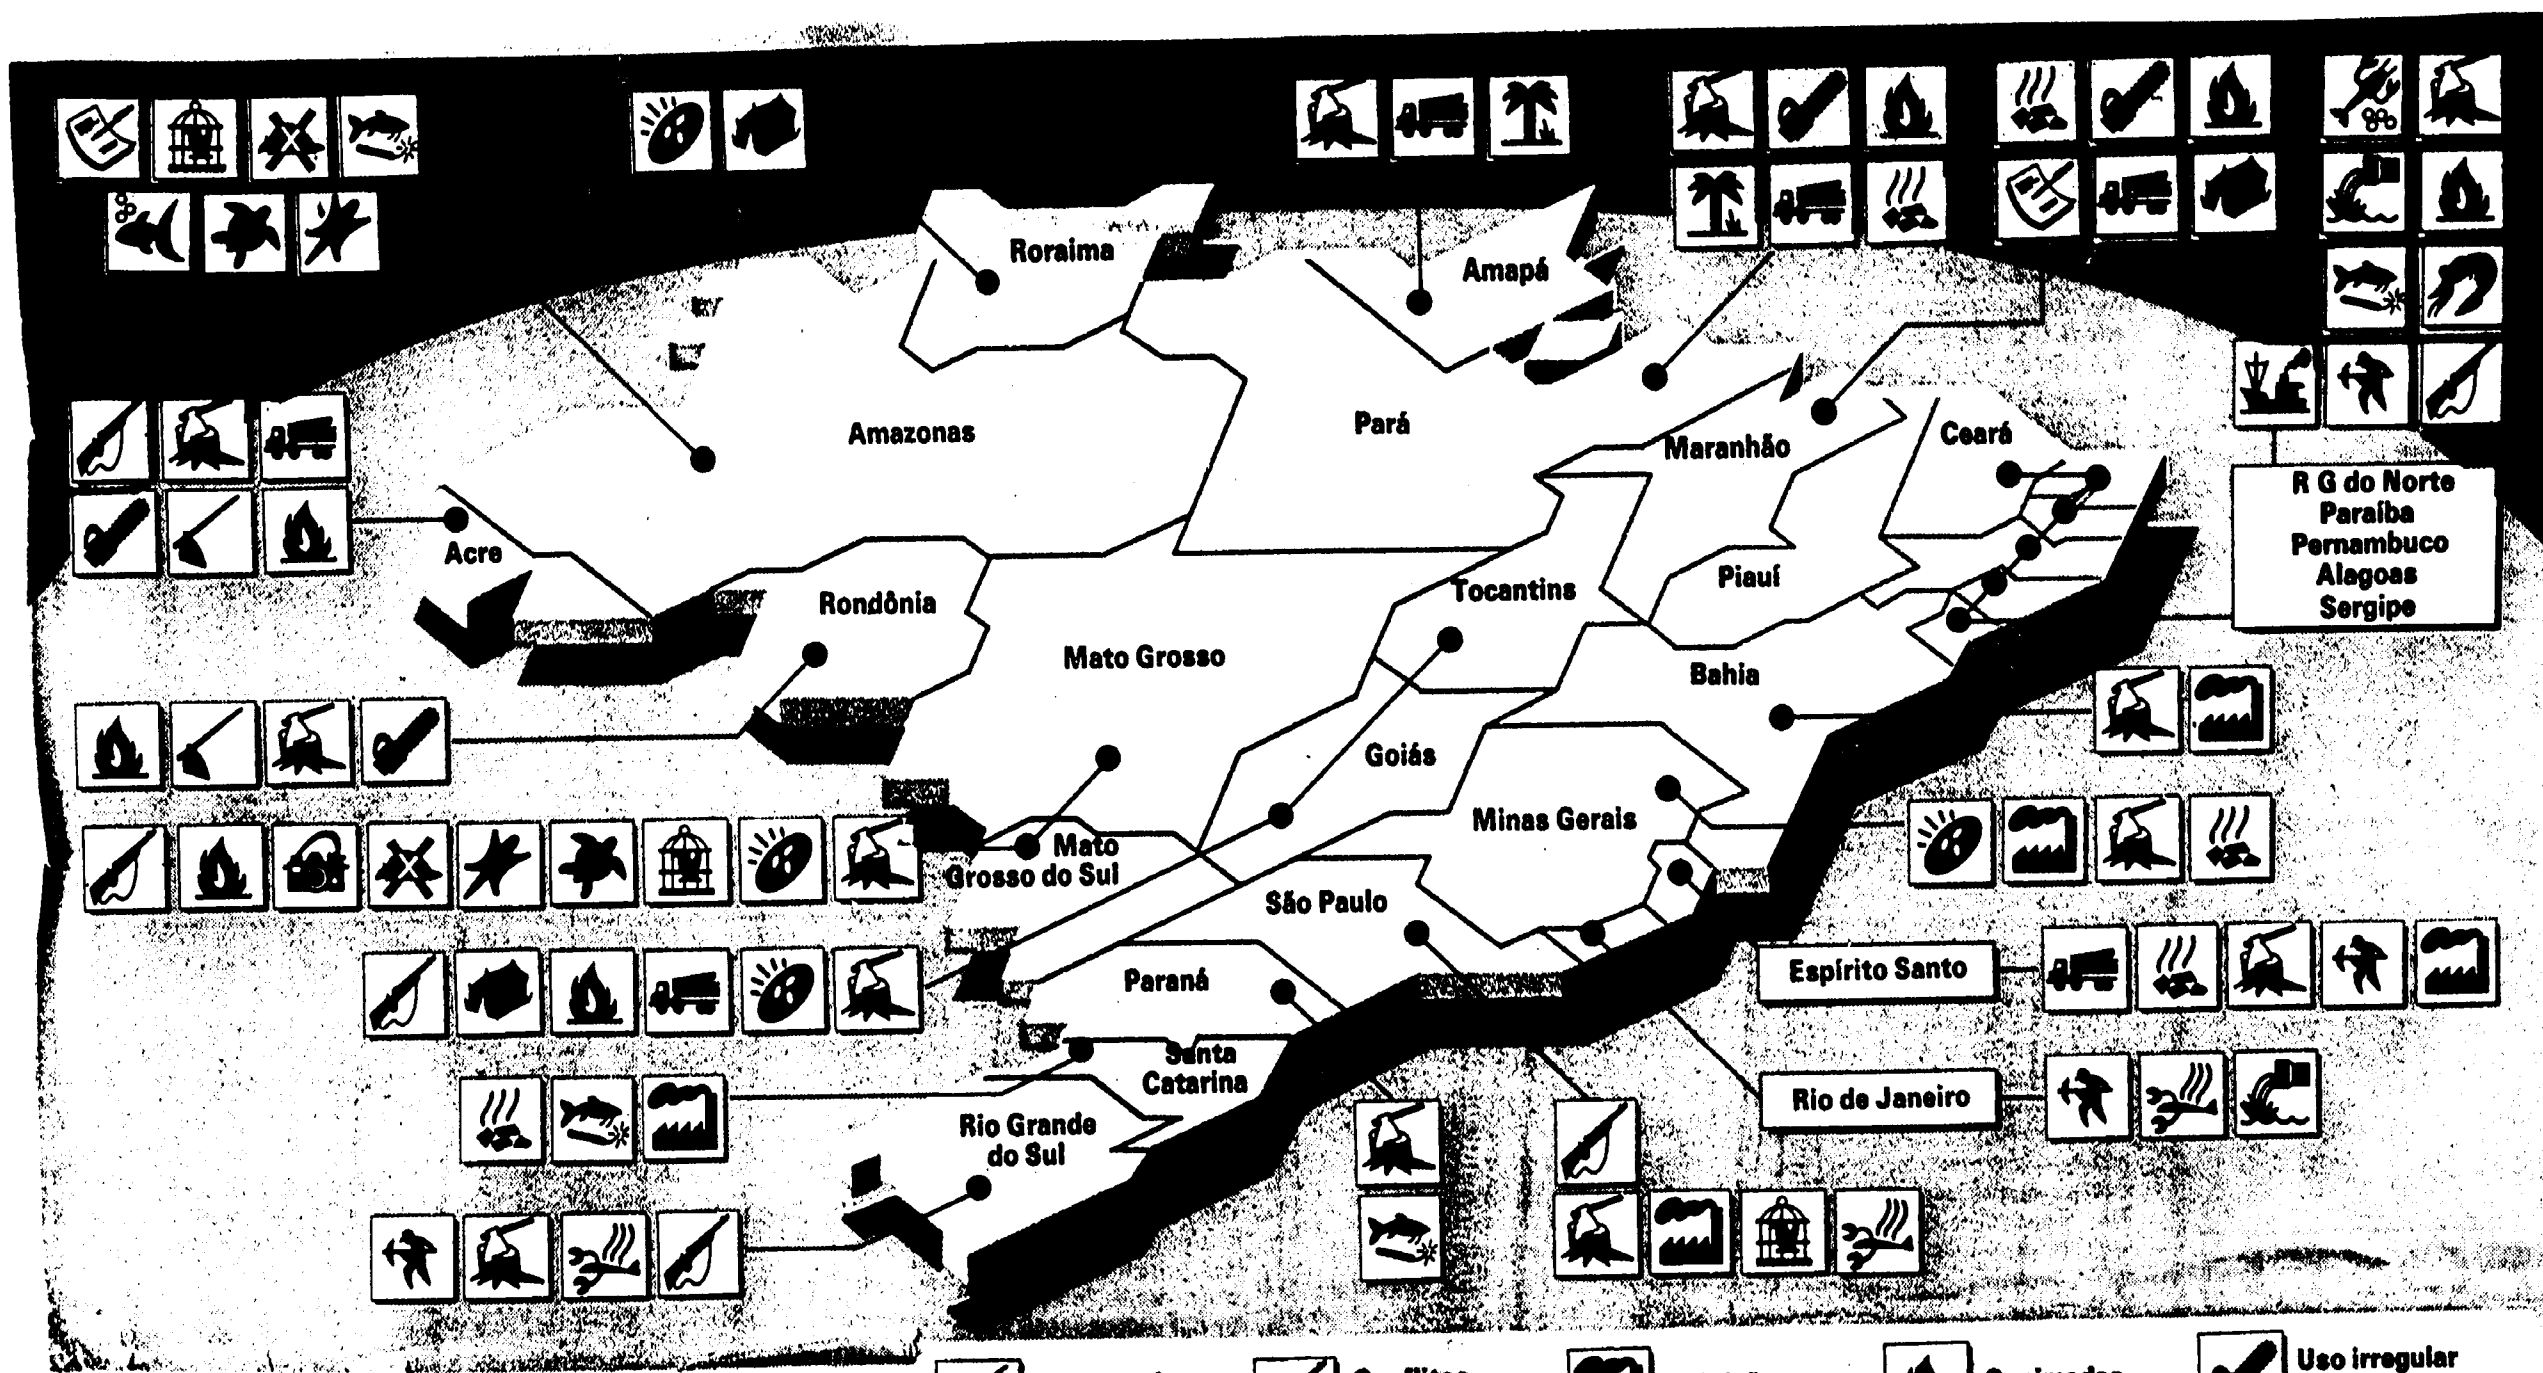 Roraima
Amapá
Amazonas
Pará
Maranhão
Ceará
R G do Norte
Paraíba
Pernambuco
Alagoas
Sergipe
Acre
Rondônia
Tocantins
Piauí
Mato Grosso
Bahia
Goiás
Minas Gerais
Mato
Grosso do Sul
São Paulo
Espírito Santo
Paraná
Santa
Catarina
Rio de Janeiro
Rio Grande
do Sul
Uso irregular